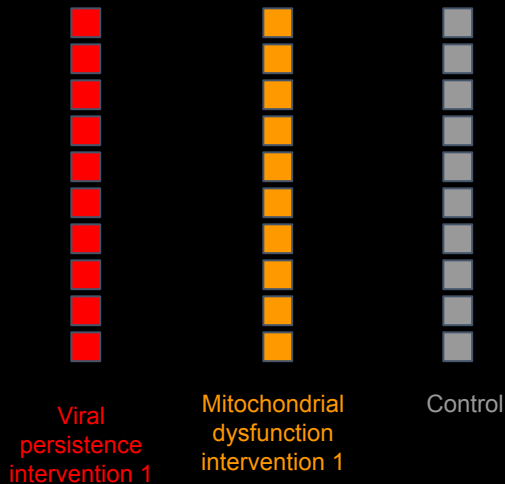 Viral
persistence
intervention 1
Mitochondrial
dysfunction
intervention 1
Control